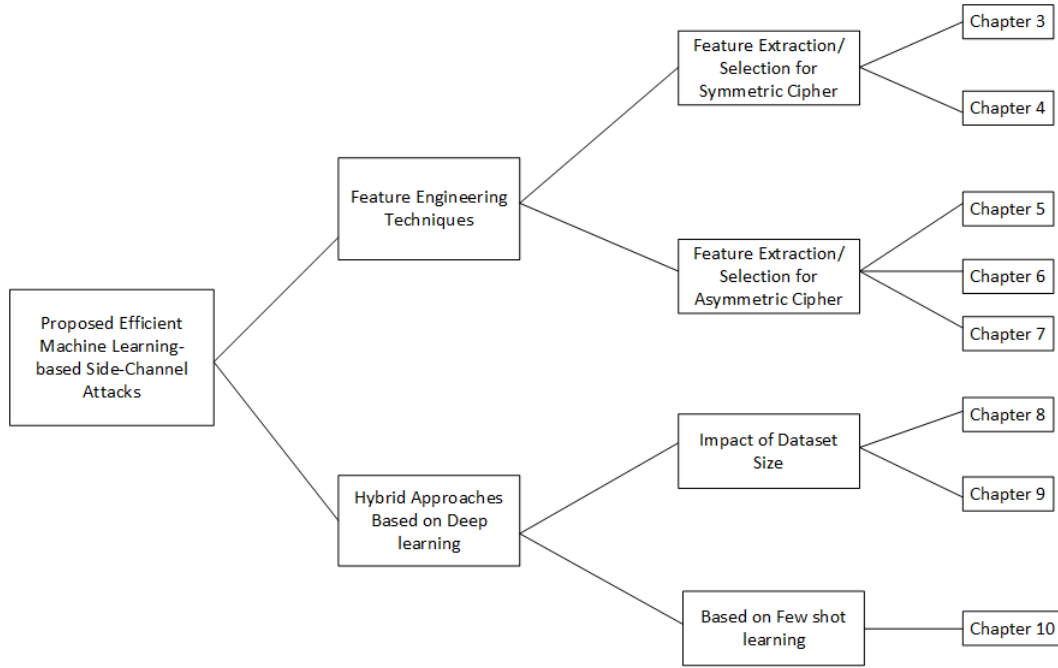 Proposed Efficient
Machine Learning-
based Side-Channel
Attacks
Feature Engineering
Techniques
Hybrid Approaches
Based on Deep
learning
Feature Extraction/
Selection for
Symmetric Cipher
Feature Extraction/
Selection for
Asymmetric Cipher
Impact of Dataset
Size
Based on Few shot
learning
Chapter 3
Chapter 4
Chapter 5
Chapter 6
Chapter 7
Chapter 8
Chapter 9
Chapter 10